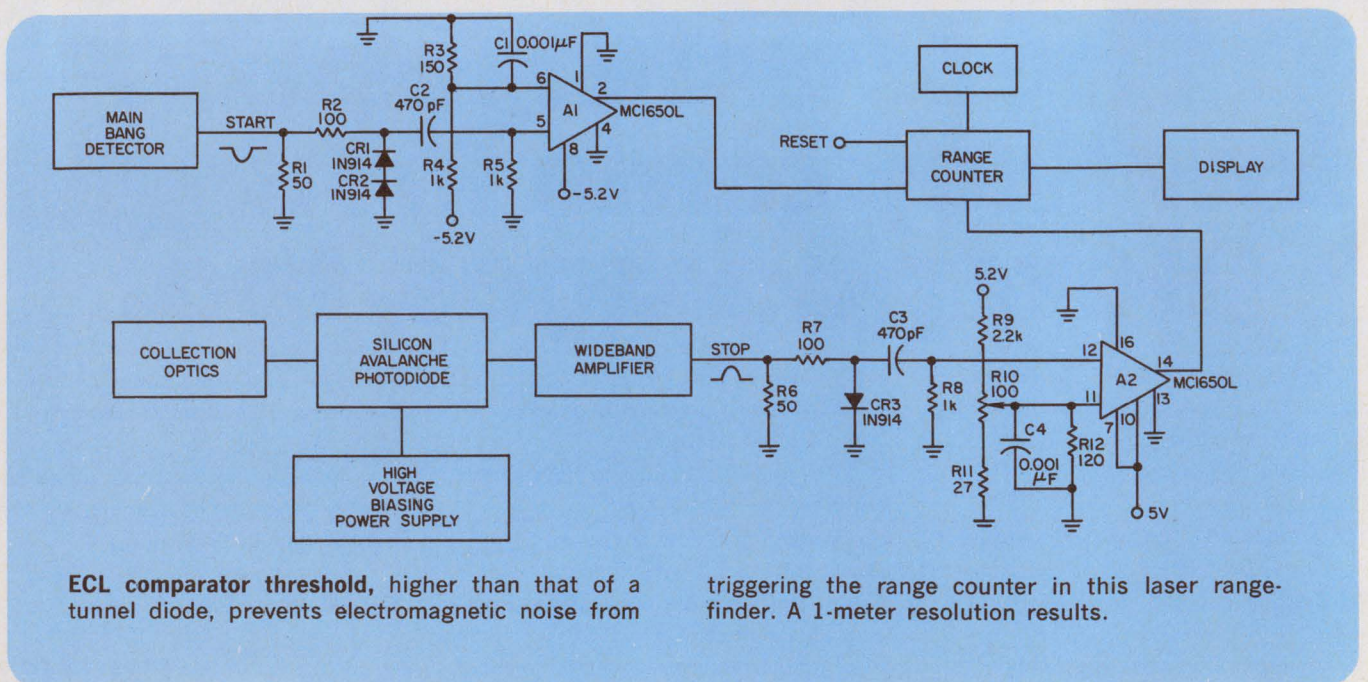 MAIN
BANG
DETECTOR
START
R1
50
R2
100
CR1
1N914
CR2
1N914
C2
470 pF
R3
150
R4
1k
-5.2V
C1 0.001μF
R5
1k
6
5
1
2
4
8
A1
MC1650L
-5.2V
CLOCK
RESET
RANGE
COUNTER
DISPLAY
COLLECTION
OPTICS
SILICON
AVALANCHE
PHOTODIODE
HIGH
VOLTAGE
BIASING
POWER SUPPLY
WIDEBAND
AMPLIFIER
STOP
R6
50
R7
100
CR3
1N914
C3
470pF
R8
1k
5.2V
R9
2.2k
R10
100
R11
27
C4
0.001
μF
R12
120
12
11
16
14
13
7
10
A2
MC1650L
5V
ECL comparator threshold, higher than that of a
tunnel diode, prevents electromagnetic noise from
triggering the range counter in this laser range-
finder. A 1-meter resolution results.